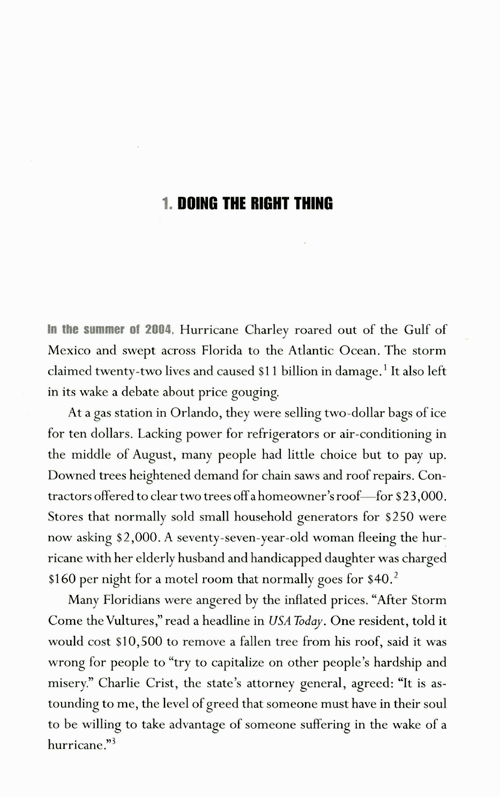 1. DOING THE RIGHT THING
In the summer of 2004, Hurricane Charley roared out of the Gulf of
Mexico and swept across Florida to the Atlantic Ocean. The storm
claimed twenty-two lives and caused $11 billion in damage.¹ It also left
in its wake a debate about price gouging.
At a gas station in Orlando, they were selling two-dollar bags of ice
for ten dollars. Lacking power for refrigerators or air-conditioning in
the middle of August, many people had little choice but to pay up.
Downed trees heightened demand for chain saws and roof repairs. Con-
tractors offered to clear two trees off a homeowner's roof—for $23,000.
Stores that normally sold small household generators for $250 were
now asking $2,000. A seventy-seven-year-old woman fleeing the hur-
ricane with her elderly husband and handicapped daughter was charged
$160 per night for a motel room that normally goes for $40.²
Many Floridians were angered by the inflated prices. “After Storm
Come the Vultures,” read a headline in USA Today. One resident, told it
would cost $10,500 to remove a fallen tree from his roof, said it was
wrong for people to “try to capitalize on other people's hardship and
misery.” Charlie Crist, the state's attorney general, agreed: “It is as-
tounding to me, the level of greed that someone must have in their soul
to be willing to take advantage of someone suffering in the wake of a
hurricane.”³